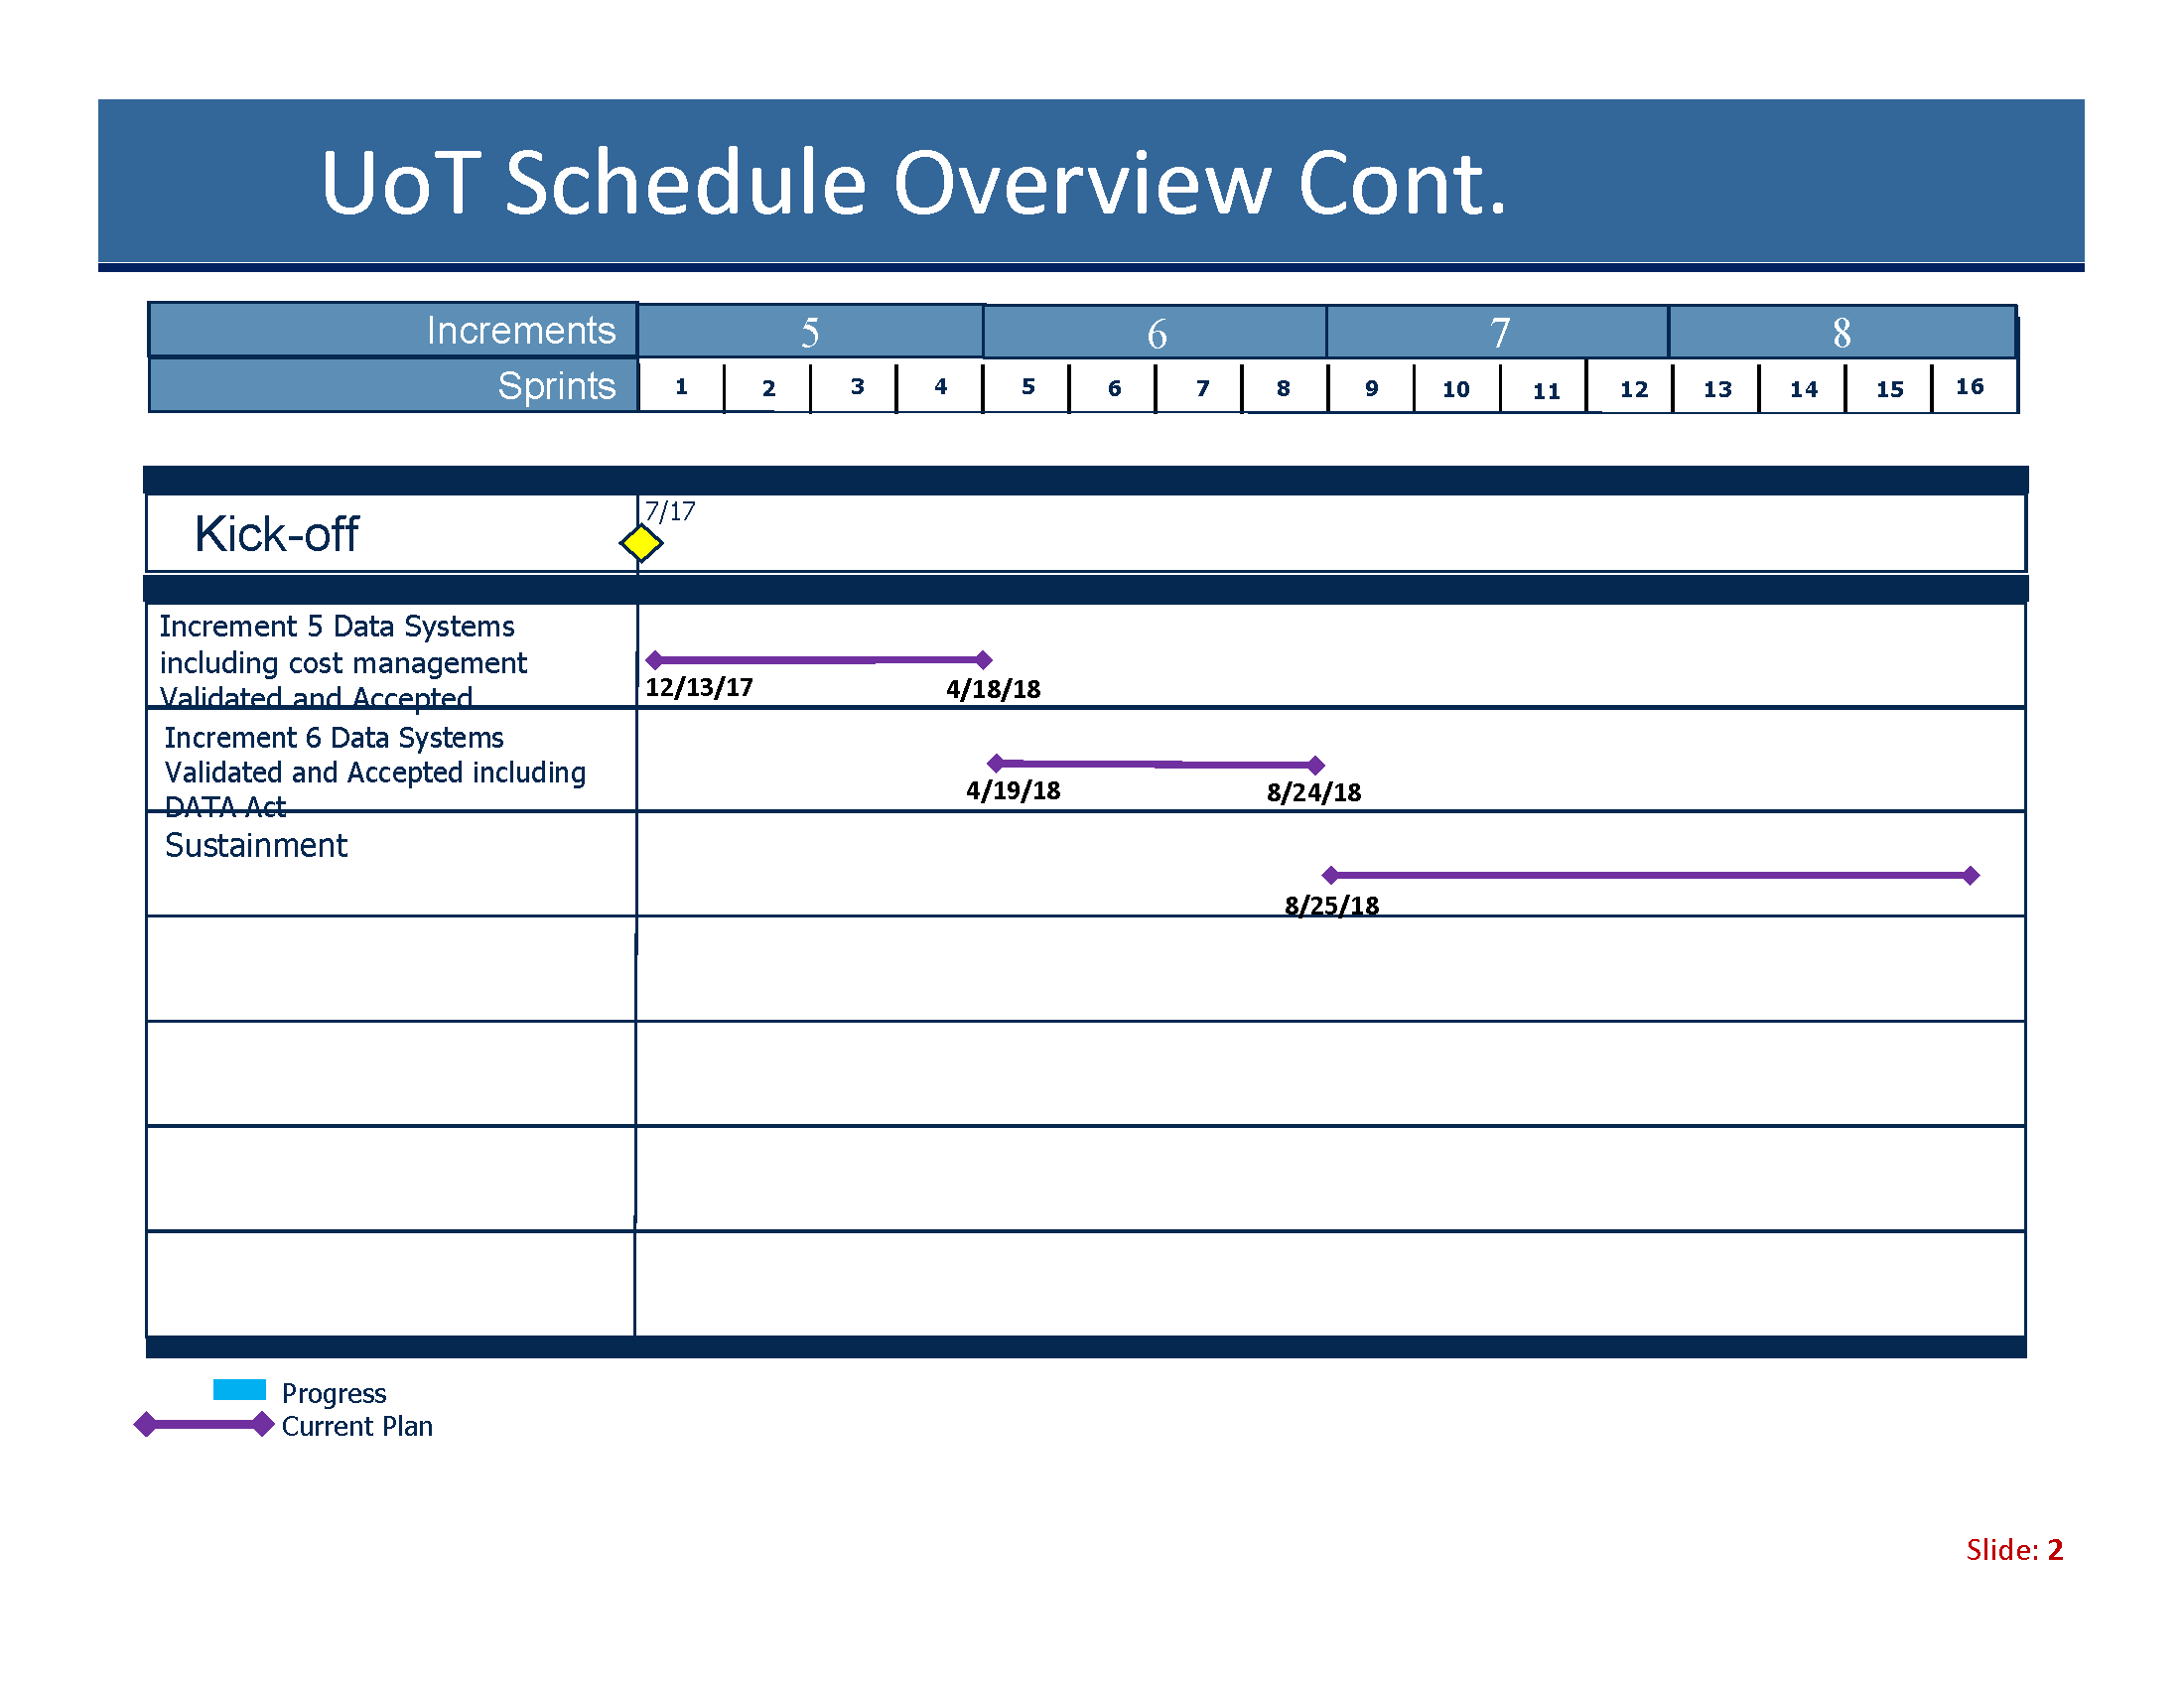 UoT Schedule Overview Cont.
Increments 5 6 7 8
Sprints 1 2 3 4 5 6 7 8 9 10 11 12 13 14 15 16
7/17
Kick-off
Increment 5 Data Systems
including cost management
Validated and Accepted
12/13/17 4/18/18
Increment 6 Data Systems
Validated and Accepted including
DATA Act
4/19/18 8/24/18
Sustainment
8/25/18
Progress
Current Plan
Slide: 2